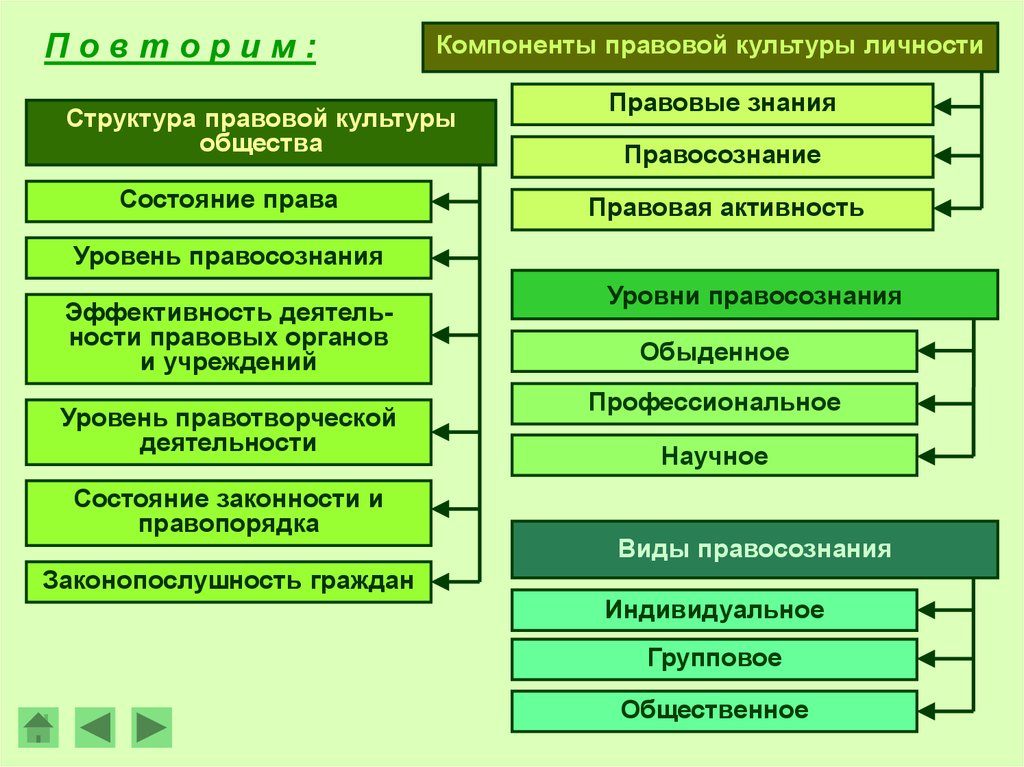 Повторим:
Структура правовой культуры
общества
Состояние права
Уровень правосознания
Эффективность деятель-
ности правовых органов
и учреждений
Уровень правотворческой
деятельности
Состояние законности и
правопорядка
Законопослушность граждан
Компоненты правовой культуры личности
Правовые знания
Правосознание
Правовая активность
Уровни правосознания
Обыденное
Профессиональное
Научное
Виды правосознания
Индивидуальное
Групповое
Общественное